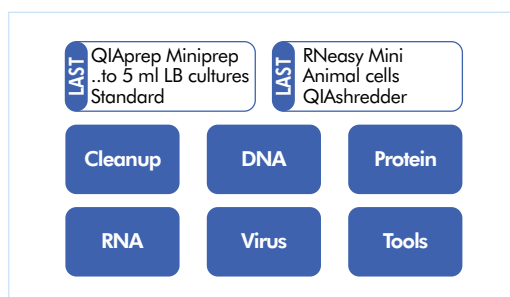 LAST
QIAprep Miniprep
..to 5 ml LB cultures
Standard
LAST
RNeasy Mini
Animal cells
QIAshredder
Cleanup
DNA
Protein
RNA
Virus
Tools